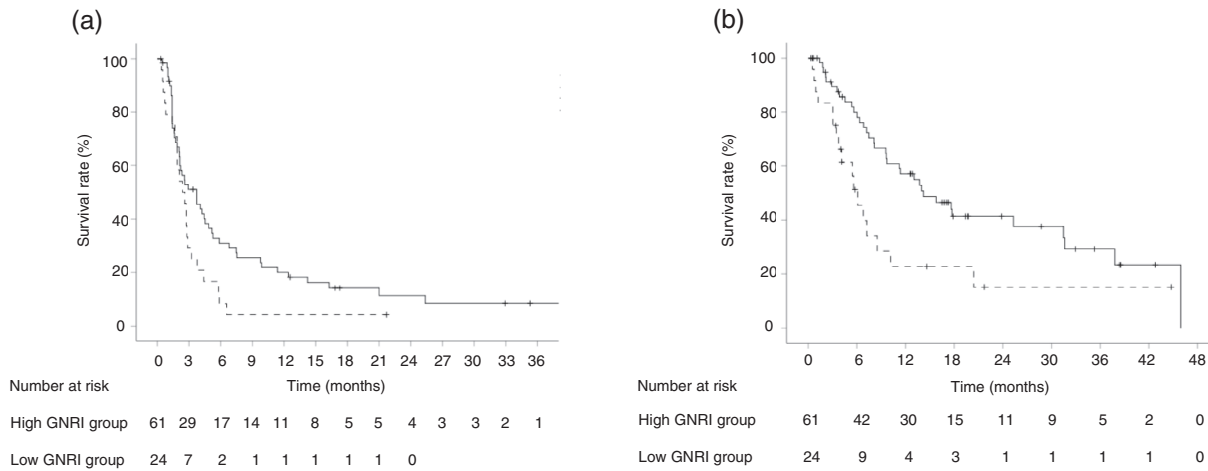 (a)
100
80
60
40
20
0
Survival rate (%)
0 3 6 9 12 15 18 21 24 27 30 33 36
Number at risk
Time (months)
High GNRI group 61 29 17 14 11 8 5 5 4 3 3 2 1
Low GNRI group 24 7 2 1 1 1 1 1 0
(b)
100
80
60
40
20
0
Survival rate (%)
0 6 12 18 24 30 36 42 48
Number at risk
Time (months)
High GNRI group 61 42 30 15 11 9 5 2 0
Low GNRI group 24 9 4 3 1 1 1 1 0